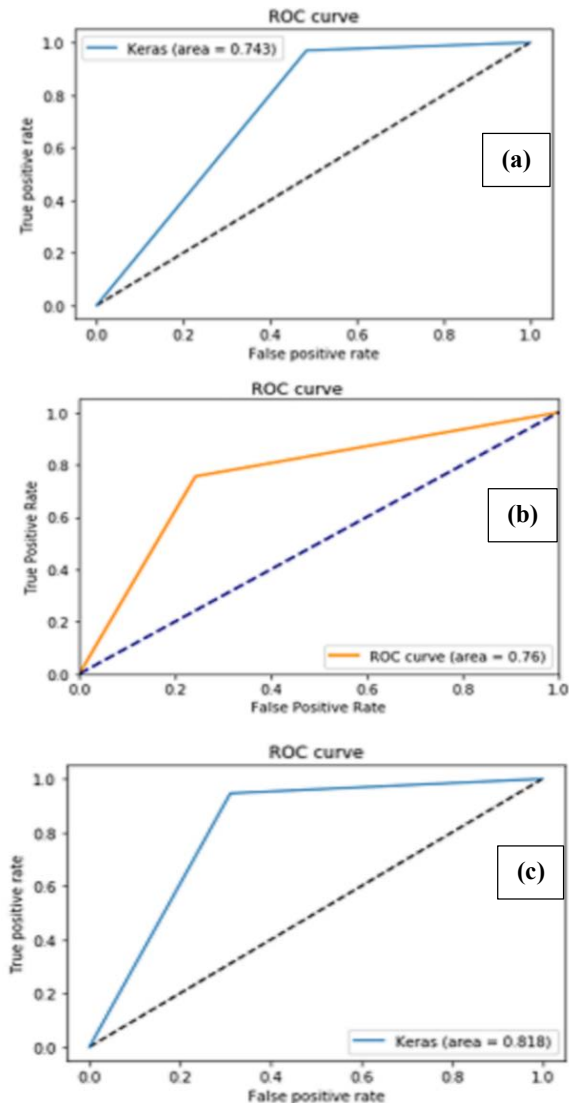 ROC curve
Keras (area = 0.743)
(a)
True positive rate
1.0
0.8
0.6
0.4
0.2
0.0
0.0 0.2 0.4 0.6 0.8 1.0
False positive rate
ROC curve
(b)
True Positive Rate
1.0
0.8
0.6
0.4
0.2
0.0
ROC curve (area = 0.76)
0.0 0.2 0.4 0.6 0.8 1.0
False Positive Rate
ROC curve
(c)
True positive rate
1.0
0.8
0.6
0.4
0.2
0.0
Keras (area = 0.818)
0.0 0.2 0.4 0.6 0.8 1.0
False positive rate